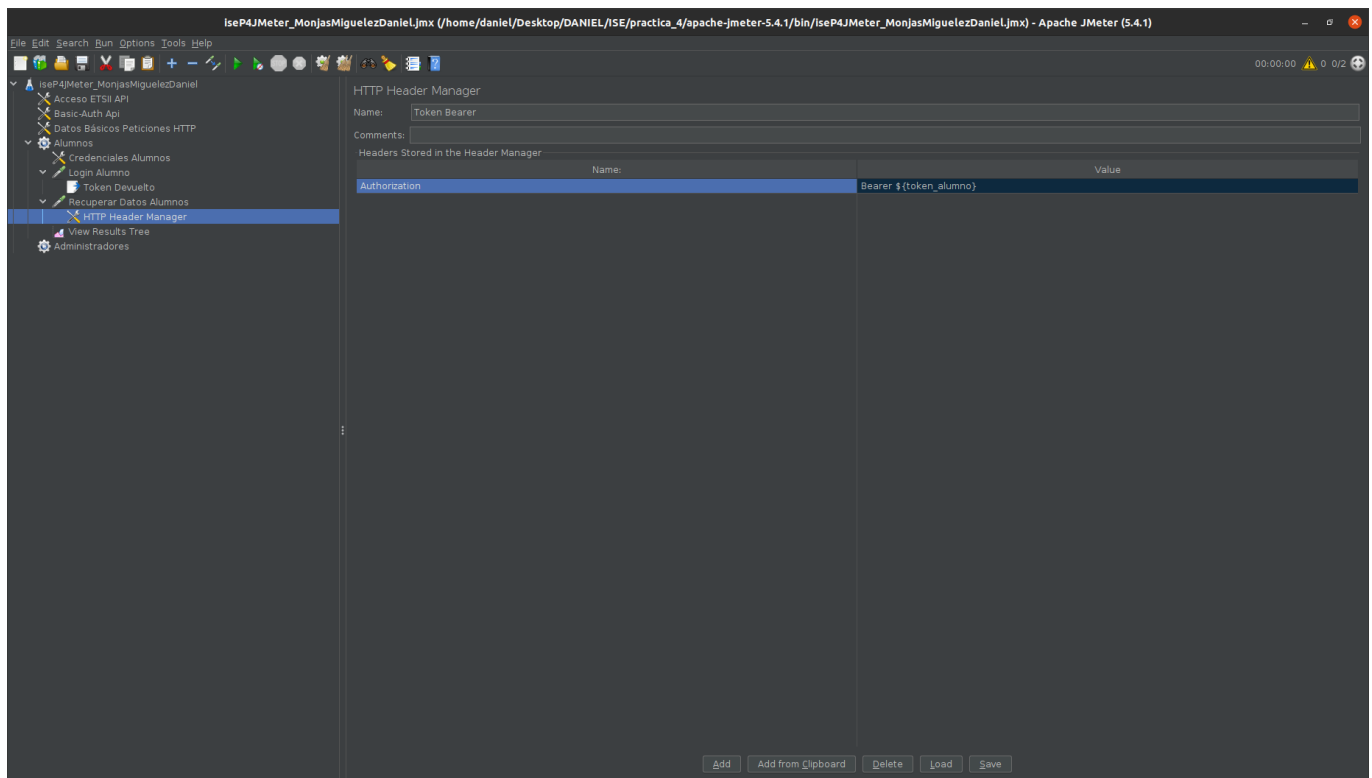 iseP4JMeter_MonjasMiguelezDaniel.jmx (/home/daniel/Desktop/DANIEL/ISE/practica_4/apache-jmeter-5.4.1/bin/iseP4JMeter_MonjasMiguelezDaniel.jmx) - Apache JMeter (5.4.1)
File Edit Search Run Options Tools Help
00:00:00 0 0/2
iseP4JMeter_MonjasMiguelezDaniel
Acceso ETSII API
Basic-Auth Api
Datos Básicos Peticiones HTTP
Alumnos
Credenciales Alumnos
Login Alumno
Token Devuelto
Recuperar Datos Alumnos
HTTP Header Manager
View Results Tree
Administradores
HTTP Header Manager
Name: Token Bearer
Comments:
Headers Stored in the Header Manager
Name: Value
Authorization Bearer ${token_alumno}
Add Add from Clipboard Delete Load Save